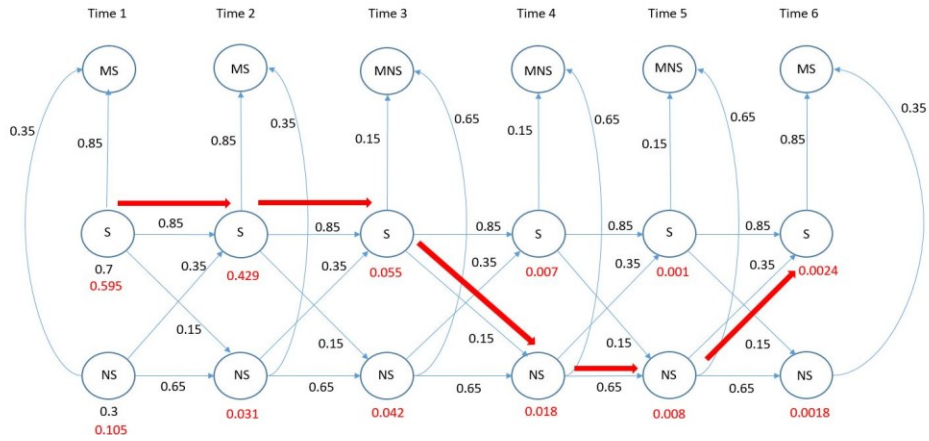 Time 1 Time 2 Time 3 Time 4 Time 5 Time 6
MS MS MNS MNS MNS MS
0.35 0.85 0.85 0.35 0.15 0.65 0.15 0.65 0.15 0.65 0.85 0.35
S 0.85 S 0.85 S 0.85 S 0.85 S 0.85 S
0.7 0.35 0.35 0.35 0.35 0.35
0.595 0.429 0.055 0.007 0.001 0.0024
0.15 0.15 0.15 0.15 0.15
NS 0.65 NS 0.65 NS 0.65 NS 0.65 NS 0.65 NS
0.3
0.105 0.031 0.042 0.018 0.008 0.0018